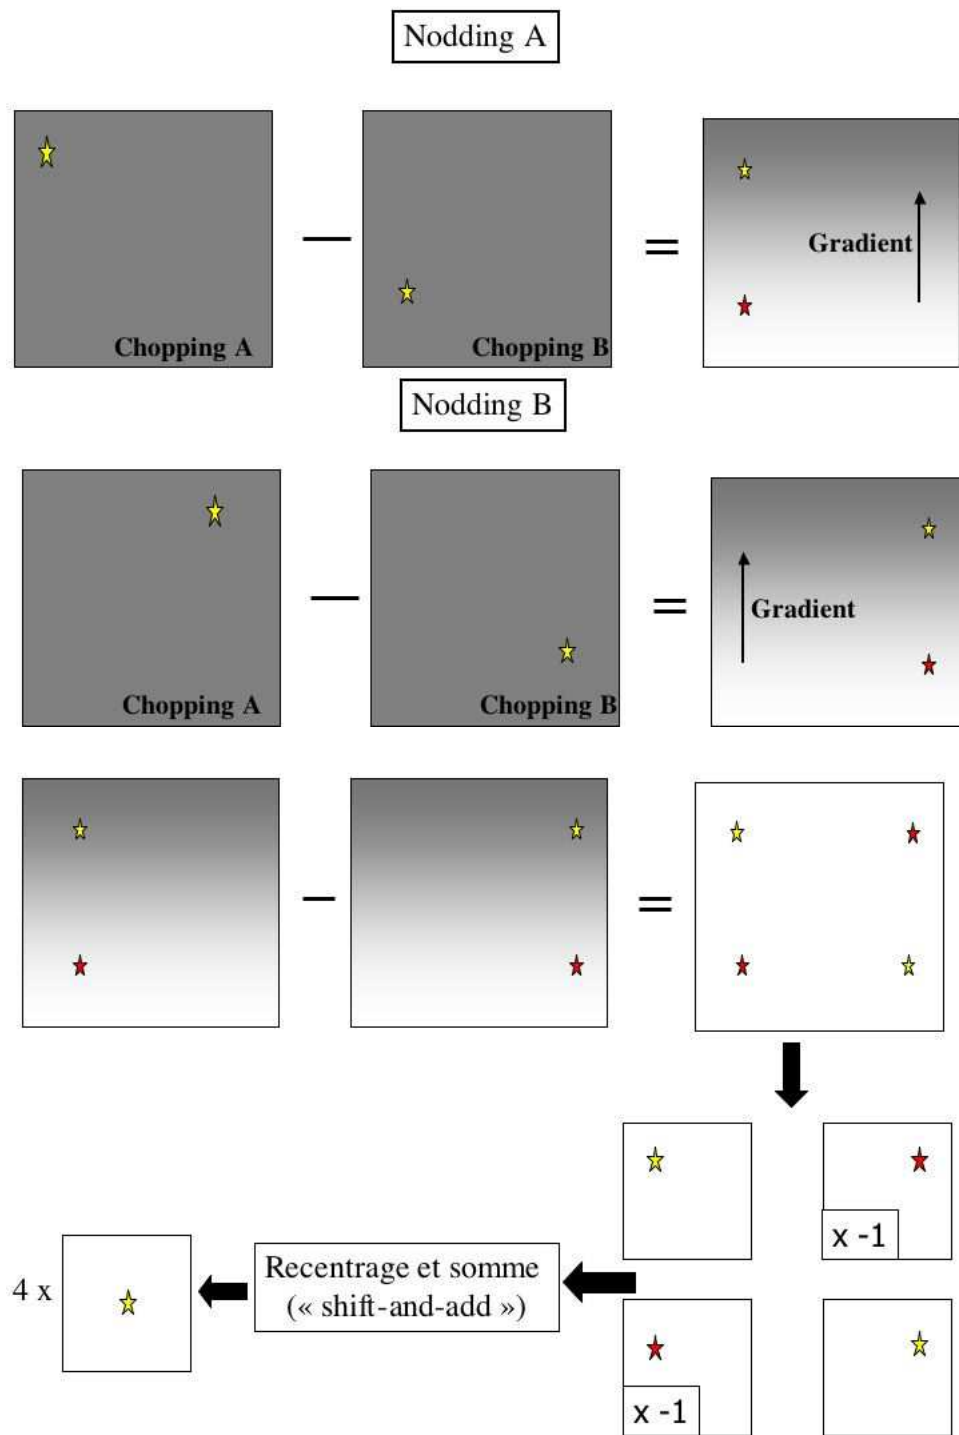 Nodding A
Chopping A
Chopping B
Gradient
Nodding B
Chopping A
Chopping B
Gradient
x -1
4 x
Recentrage et somme
(« shift-and-add »)
x -1